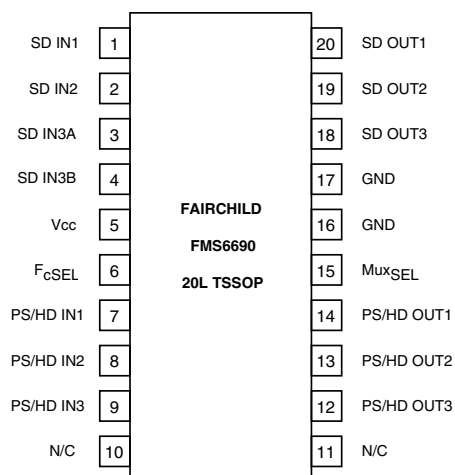 SD IN1 1 20 SD OUT1
SD IN2 2 19 SD OUT2
SD IN3A 3 18 SD OUT3
SD IN3B 4 17 GND
Vcc 5 16 GND
FcSEL 6 15 MuxSEL
PS/HD IN1 7 14 PS/HD OUT1
PS/HD IN2 8 13 PS/HD OUT2
PS/HD IN3 9 12 PS/HD OUT3
N/C 10 11 N/C
FAIRCHILD
FMS6690
20L TSSOP